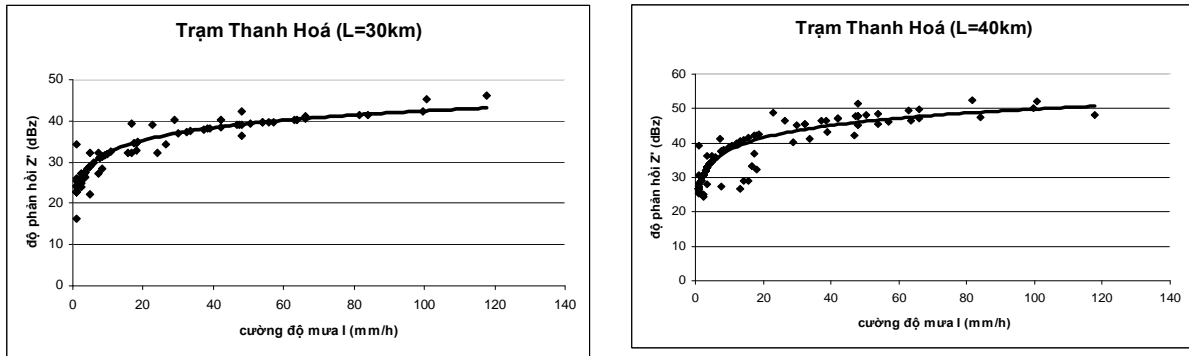 Trạm Thanh Hoá (L=30km)
50
40
30
20
10
0
độ phản hồi Z' (dBz)
0 20 40 60 80 100 120 140
cường độ mưa I (mm/h)
Trạm Thanh Hoá (L=40km)
60
50
40
30
20
10
0
độ phản hồi Z' (dBz)
0 20 40 60 80 100 120 140
cường độ mưa I (mm/h)